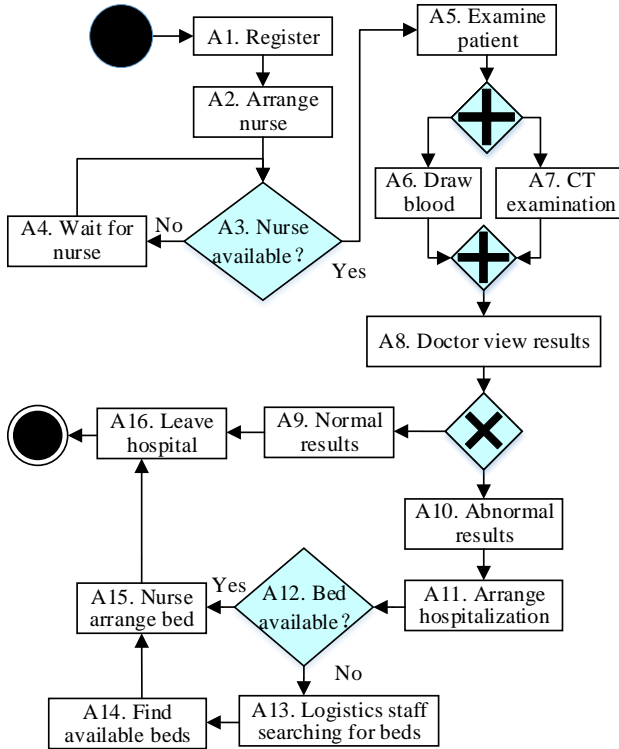 A1. Register
A2. Arrange
nurse
A3. Nurse
available?
No
Yes
A4. Wait for
nurse
A5. Examine
patient
A6. Draw
blood
A7. CT
examination
A8. Doctor view results
A9. Normal
results
A16. Leave
hospital
A10. Abnormal
results
A11. Arrange
hospitalization
A12. Bed
available?
Yes
No
A15. Nurse
arrange bed
A13. Logistics staff
searching for beds
A14. Find
available beds